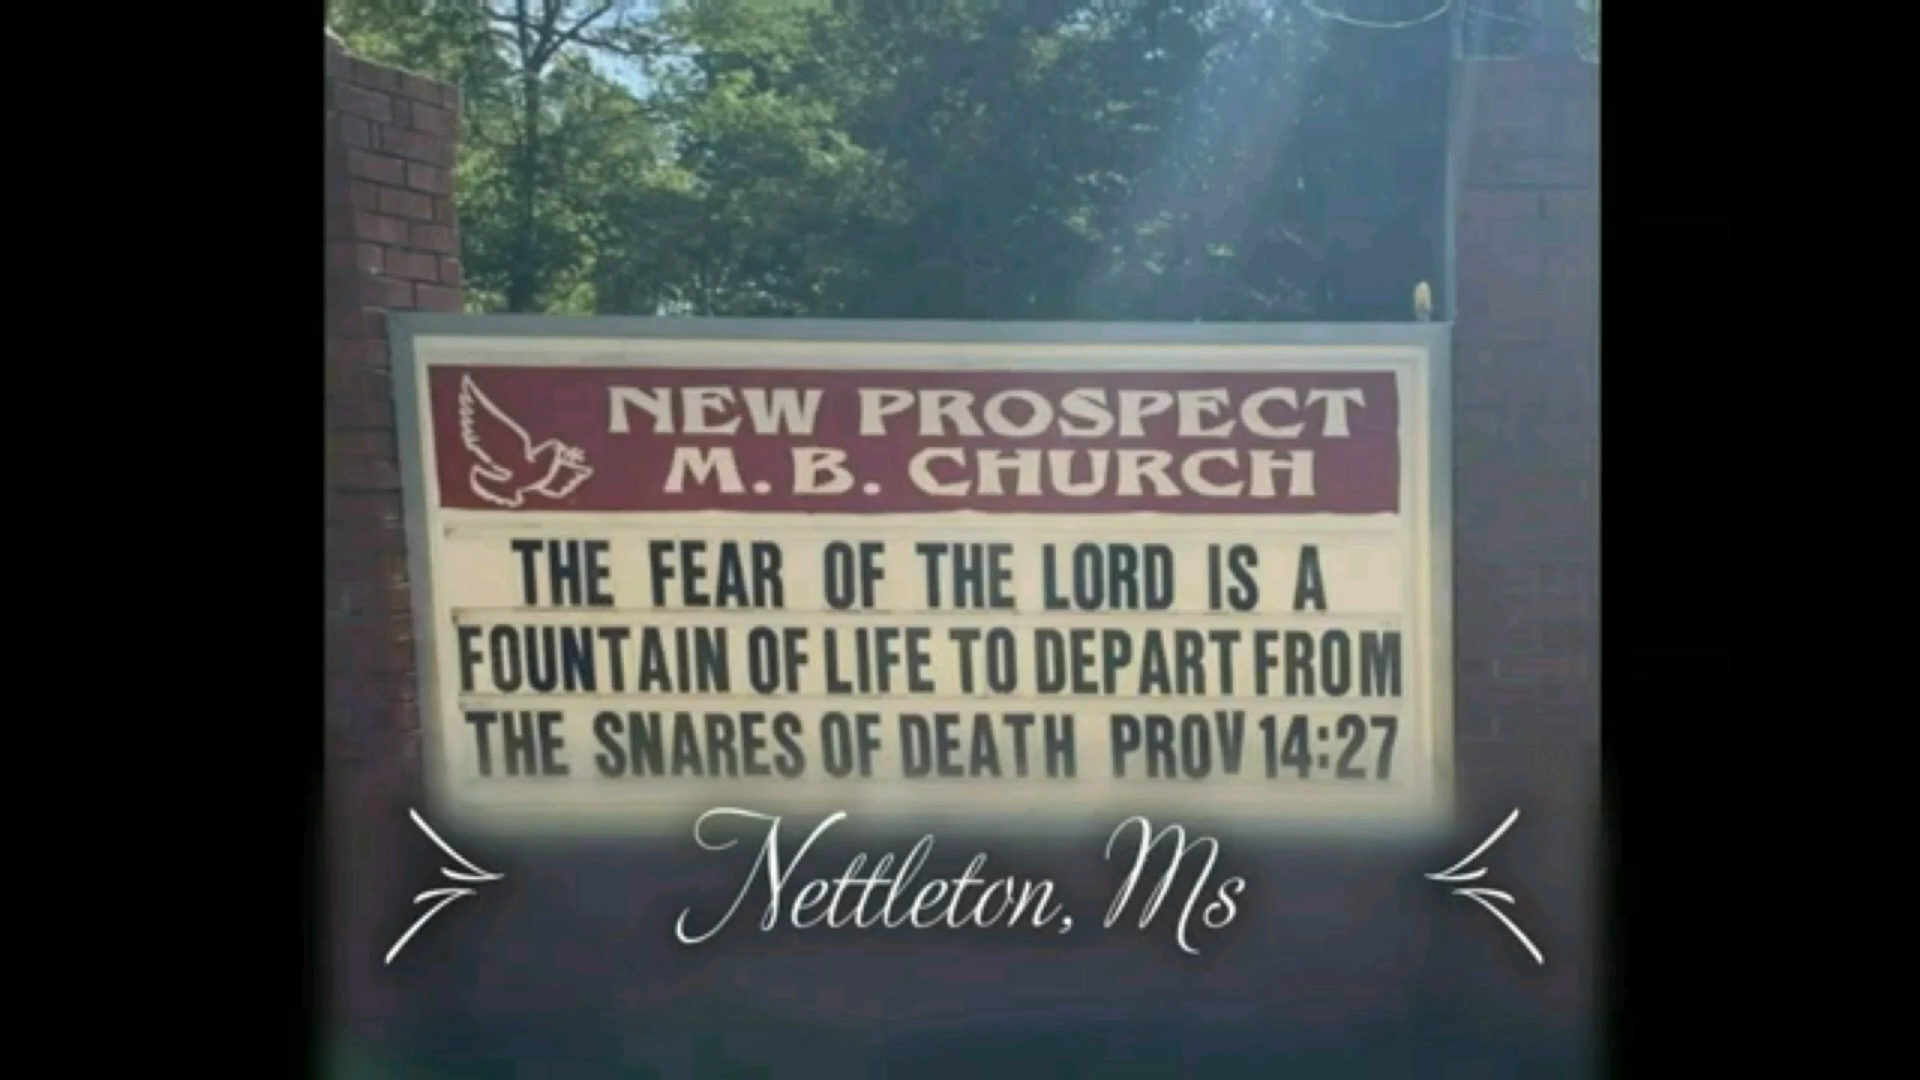 NEW PROSPECT
M. B. CHURCH
THE FEAR OF THE LORD IS A
FOUNTAIN OF LIFE TO DEPART FROM
THE SNARES OF DEATH PROV 14:27
Nettleton, Ms